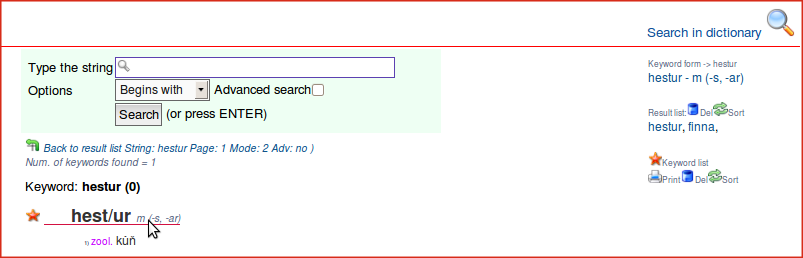 Search in dictionary
Type the string
Options Begins with Advanced search
Search (or press ENTER)
Back to result list String: hestur Page: 1 Mode: 2 Adv: no )
Num. of keywords found = 1
Keyword: hestur (0)
hest/ur m (-s, -ar)
1) zool. kůň
Keyword form -> hestur
hestur - m (-s, -ar)
Result list: Del Sort
hestur, finna,
Keyword list
Print Del Sort